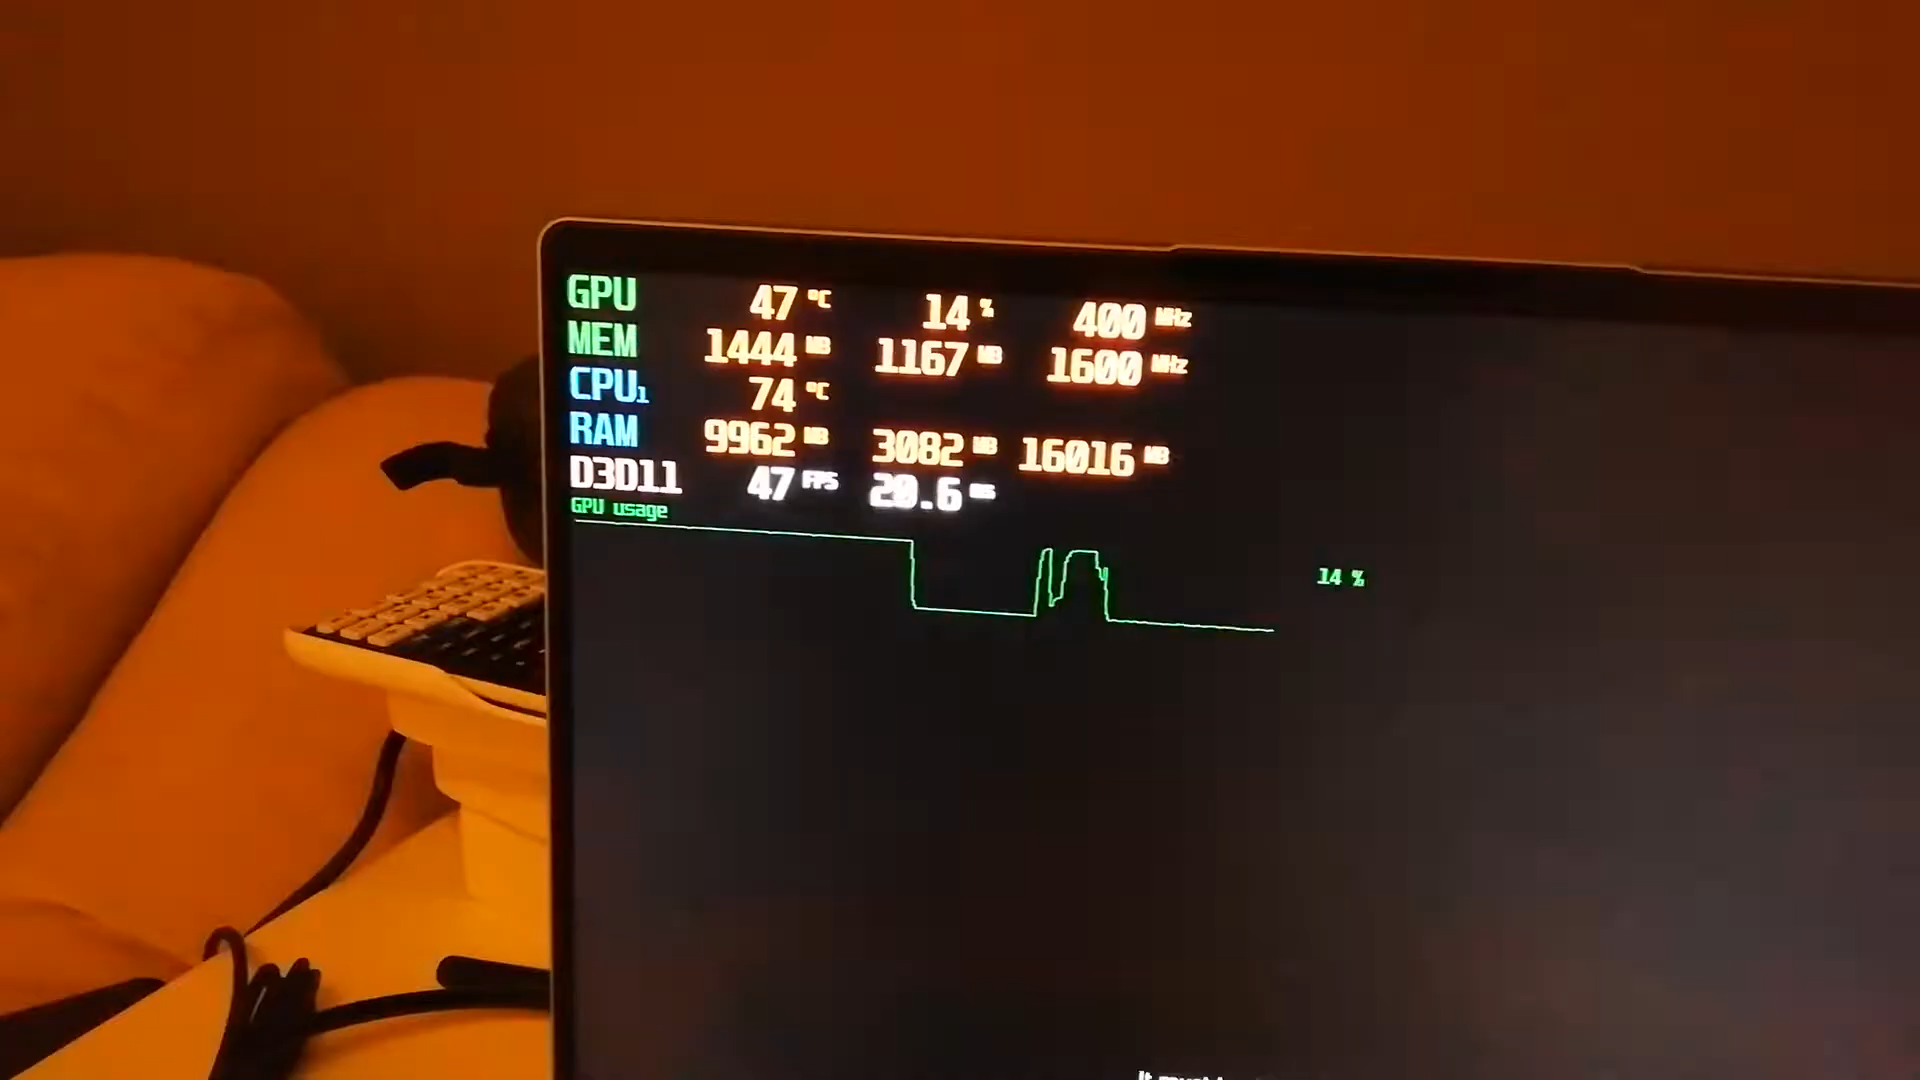 GPU 47 °C 14 % 400 MHz
MEM 1444 MB 1167 MB 1600 MHz
CPU1 74 °C
RAM 9962 MB 3082 MB 16016 MB
D3D11 47 FPS 20.6 ms
GPU usage
14 %